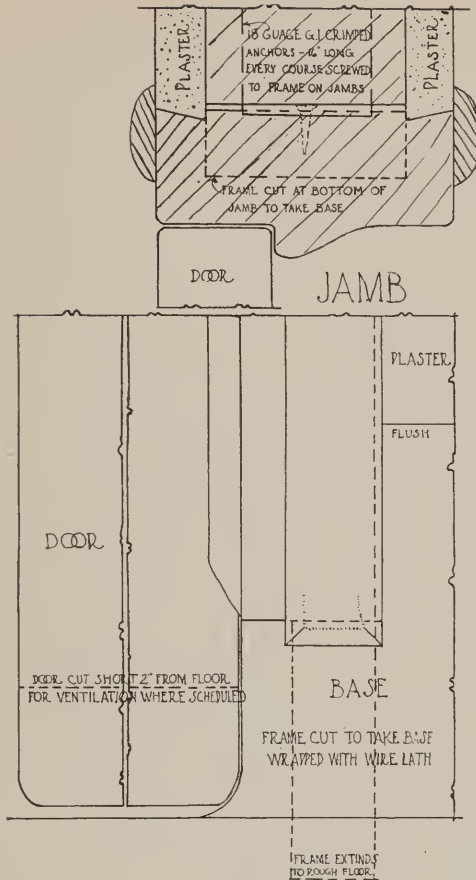 PLASTER
18 GUAGE G.I. CRIMPED
ANCHORS - 16" LONG
EVERY COURSE SCREWED
TO FRAME ON JAMBS
PLASTER
FRAME CUT AT BOTTOM OF
JAMB TO TAKE BASE
DOOR
JAMB
PLASTER
FLUSH
DOOR
DOOR CUT SHORT 2" FROM FLOOR
FOR VENTILATION WHERE SCHEDULED
BASE
FRAME CUT TO TAKE BASE
WRAPPED WITH WIRE LATH
FRAME EXTINDS
TO ROUGH FLOOR